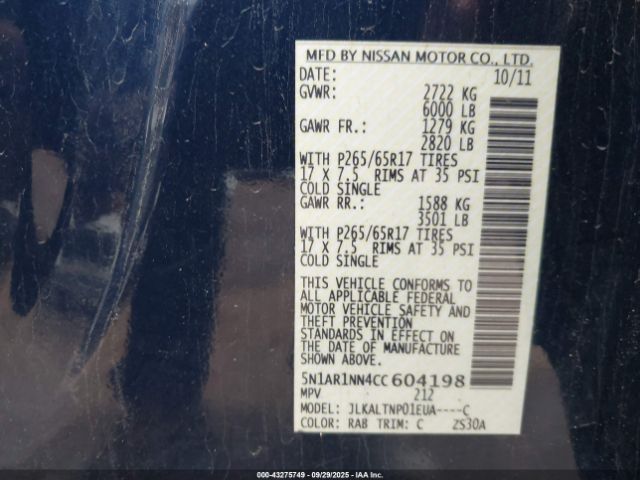 MFD BY NISSAN MOTOR CO., LTD.
DATE: 10/11
GVWR: 2722 KG
6000 LB
GAWR FR.: 1279 KG
2820 LB
WITH P265/65R17 TIRES
17 X 7.5 RIMS AT 35 PSI
COLD SINGLE
GAWR RR.: 1588 KG
3501 LB
WITH P265/65R17 TIRES
17 X 7.5 RIMS AT 35 PSI
COLD SINGLE
THIS VEHICLE CONFORMS TO
ALL APPLICABLE FEDERAL
MOTOR VEHICLE SAFETY AND
THEFT PREVENTION
STANDARDS IN EFFECT ON
THE DATE OF MANUFACTURE
SHOWN ABOVE.
5N1AR1NN4CC604198
MPV 212
MODEL: JLKALTNP01EUA----C
COLOR: RAB TRIM: C ZS30A
000-43275749 - 09/29/2025 - IAAI.CA